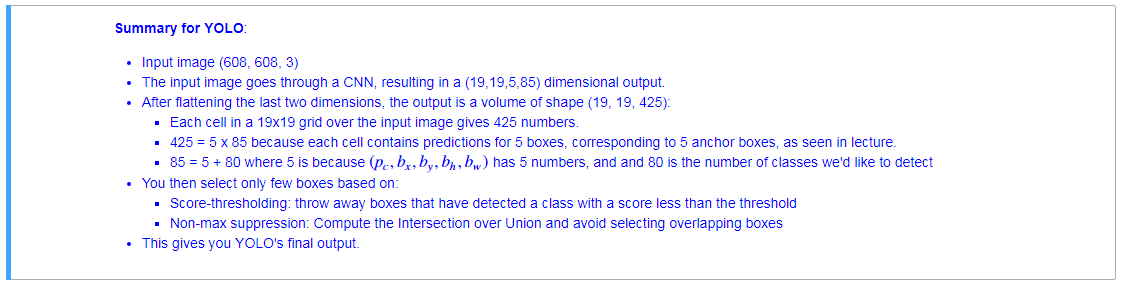 Summary for YOLO:
• Input image (608, 608, 3)
• The input image goes through a CNN, resulting in a (19,19,5,85) dimensional output.
• After flattening the last two dimensions, the output is a volume of shape (19, 19, 425):
▪ Each cell in a 19x19 grid over the input image gives 425 numbers.
▪ 425 = 5 x 85 because each cell contains predictions for 5 boxes, corresponding to 5 anchor boxes, as seen in lecture.
▪ 85 = 5 + 80 where 5 is because (p_c, b_x, b_y, b_h, b_w) has 5 numbers, and and 80 is the number of classes we'd like to detect
• You then select only few boxes based on:
▪ Score-thresholding: throw away boxes that have detected a class with a score less than the threshold
▪ Non-max suppression: Compute the Intersection over Union and avoid selecting overlapping boxes
• This gives you YOLO's final output.